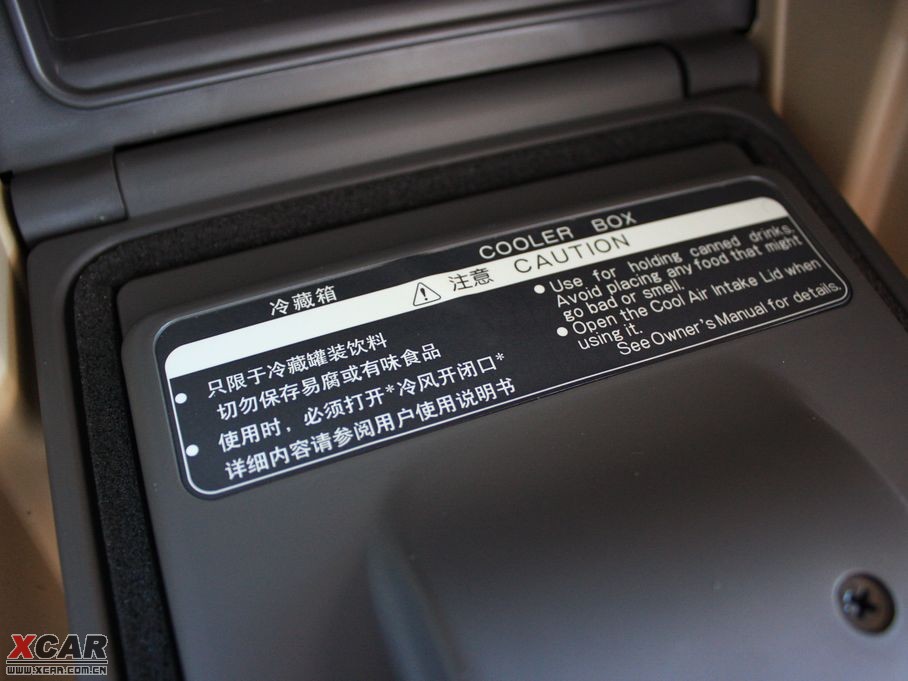 冷藏箱
COOLER BOX
注意 CAUTION
只限于冷藏罐装饮料
切勿保存易腐或有味食品
使用时，必须打开*冷风开闭口*
详细内容请参阅用户使用说明书
Use for holding canned drinks.
Avoid placing any food that might
go bad or smell.
Open the Cool Air Intake Lid when
using it.
See Owner's Manual for details.
XCAR
WWW.XCAR.COM.CN